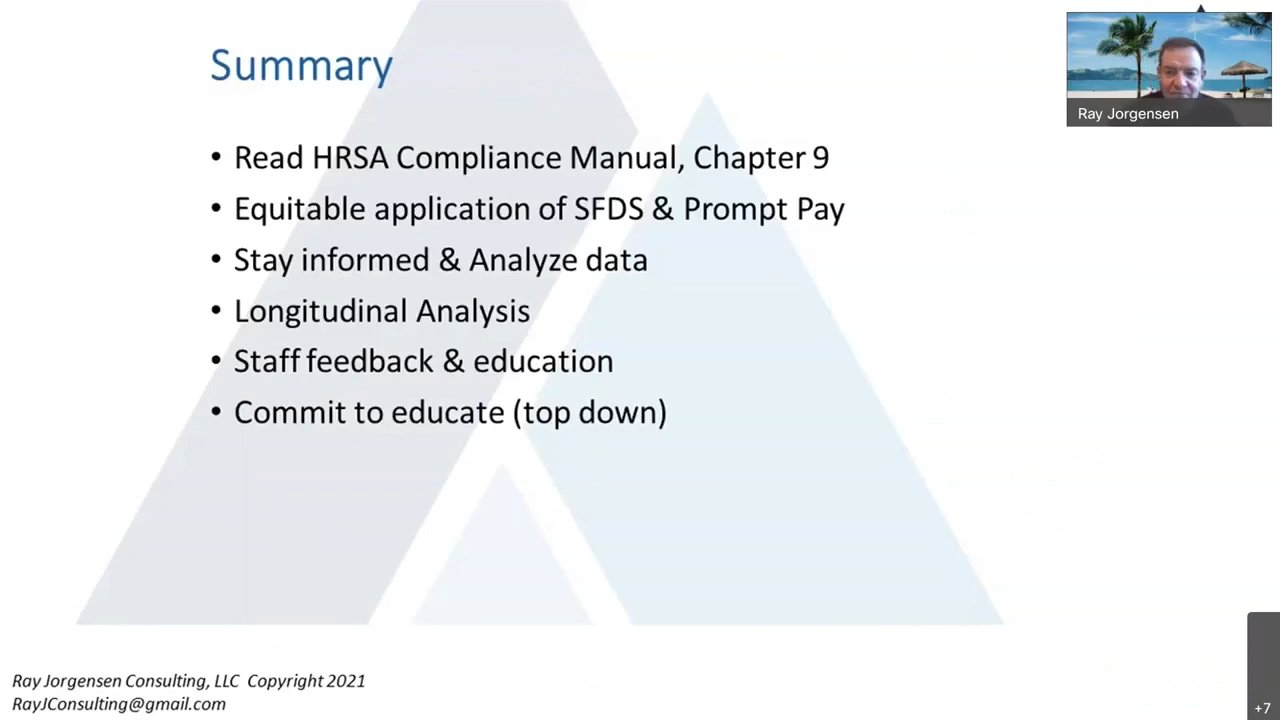 Summary
Ray Jorgensen
• Read HRSA Compliance Manual, Chapter 9
• Equitable application of SFDS & Prompt Pay
• Stay informed & Analyze data
• Longitudinal Analysis
• Staff feedback & education
• Commit to educate (top down)
Ray Jorgensen Consulting, LLC Copyright 2021
RayJConsulting@gmail.com
+7